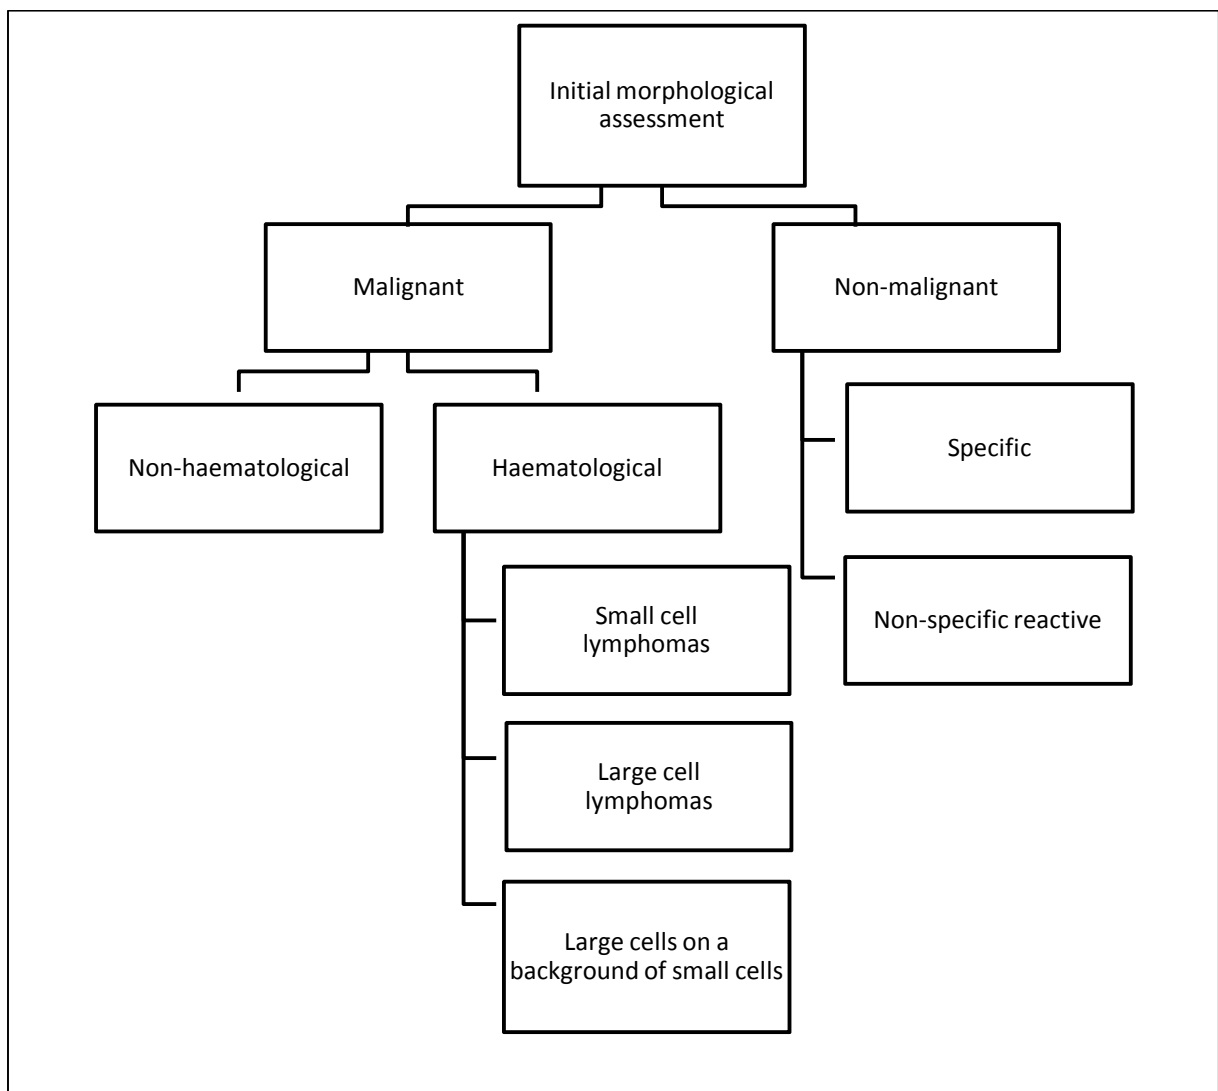 Initial morphological
assessment
Malignant
Non-malignant
Non-haematological
Haematological
Specific
Non-specific reactive
Small cell
lymphomas
Large cell
lymphomas
Large cells on a
background of small cells